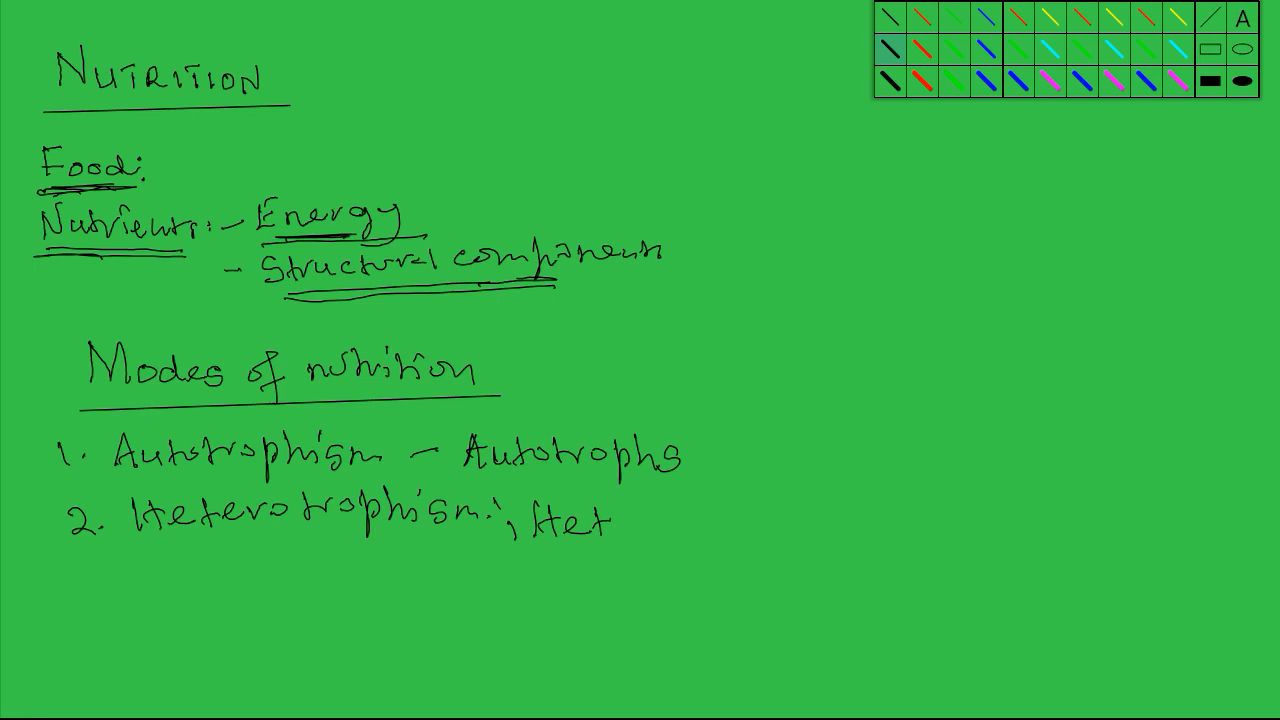 NUTRITION
Food:
Nutrients: - Energy
- Structural components
Modes of nutrition
1. Autotrophism - Autotrophs
2. Heterotrophism:, Het
A